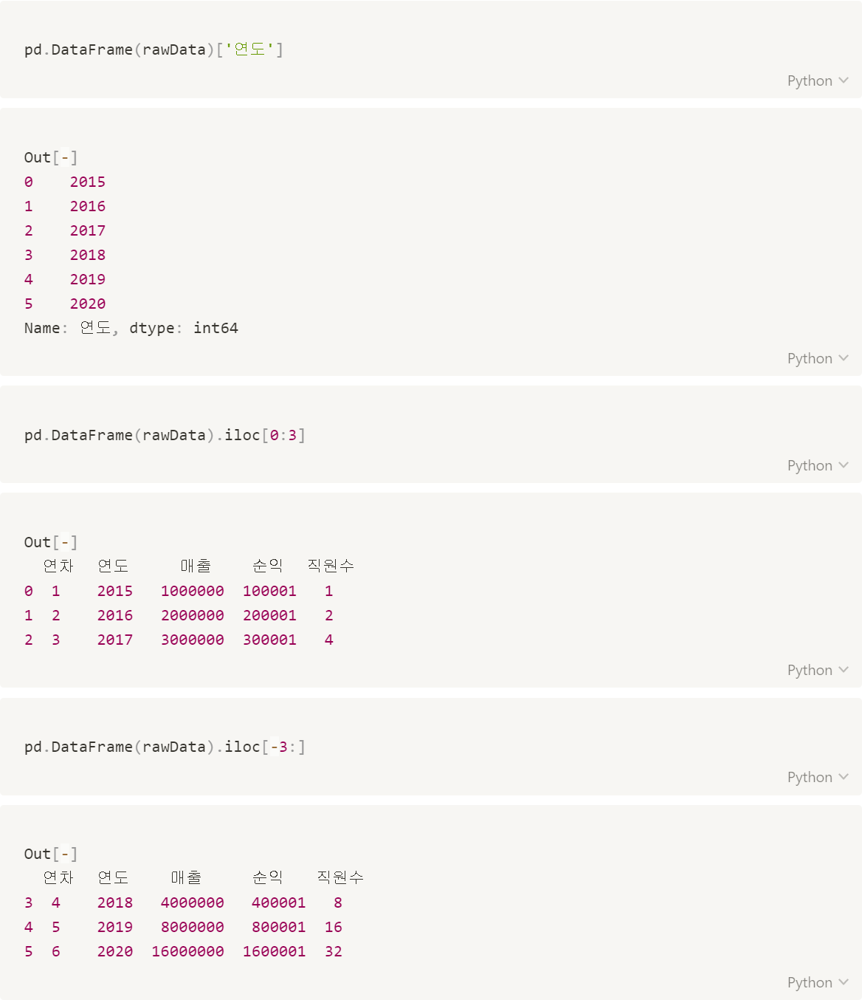 pd.DataFrame(rawData)['연도']
Python
Out[-]
0    2015
1    2016
2    2017
3    2018
4    2019
5    2020
Name: 연도, dtype: int64
Python
pd.DataFrame(rawData).iloc[0:3]
Python
Out[-]
  연차  연도     매출    순익  직원수
0  1    2015   1000000  100001   1
1  2    2016   2000000  200001   2
2  3    2017   3000000  300001   4
Python
pd.DataFrame(rawData).iloc[-3:]
Python
Out[-]
  연차  연도    매출     순익   직원수
3  4    2018   4000000   400001   8
4  5    2019   8000000   800001  16
5  6    2020  16000000  1600001  32
Python